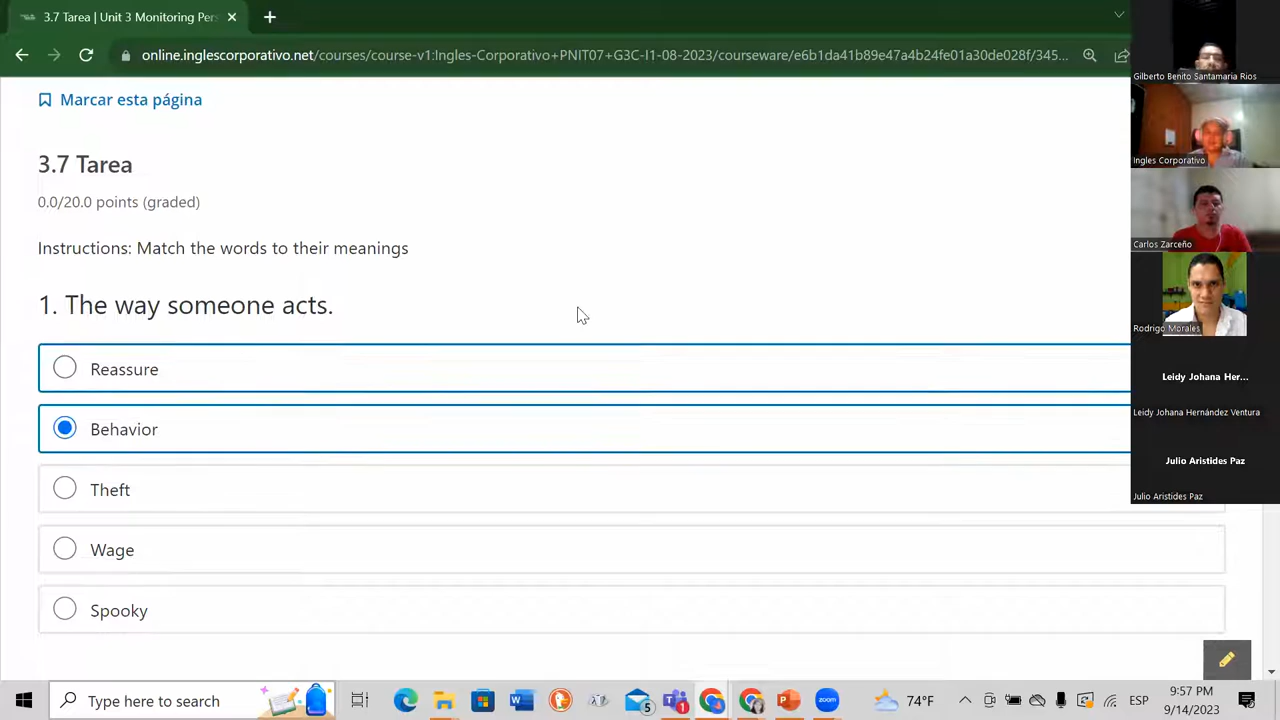 3.7 Tarea | Unit 3 Monitoring Per
online.inglescorporativo.net/courses/course-v1:Ingles-Corporativo+PNIT07+G3C-I1-08-2023/courseware/e6b1da41b89e47a4b24fe01a30de028f/345...
Marcar esta página
3.7 Tarea
0.0/20.0 points (graded)
Instructions: Match the words to their meanings
1. The way someone acts.
Reassure
Behavior
Theft
Wage
Spooky
Gilberto Benito Santamaria Rios
Ingles Corporativo
Carlos Zarceño
Rodrigo Morales
Leidy Johana Her...
Leidy Johana Hernández Ventura
Julio Aristides Paz
Julio Aristides Paz
Type here to search
5
1
zoom
74°F
ESP
9:57 PM
9/14/2023